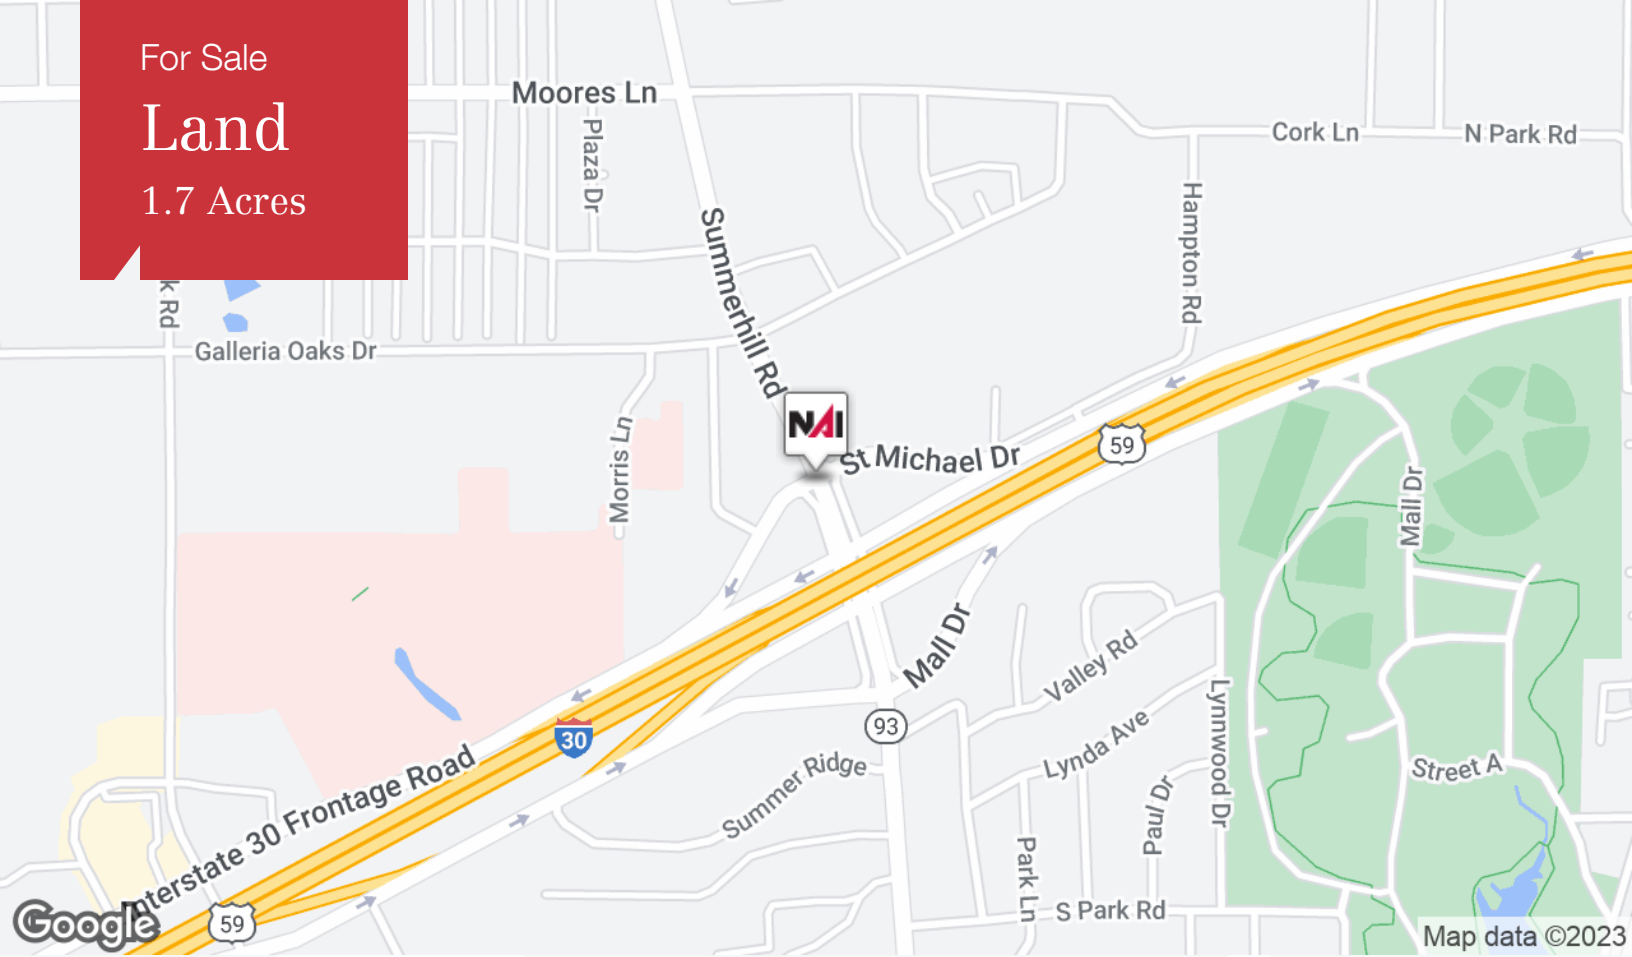 For Sale
Land
1.7 Acres
Moores Ln
Plaza Dr
Cork Ln
N Park Rd
Summerhill Rd
Hampton Rd
k Rd
Galleria Oaks Dr
Morris Ln
NAI
St Michael Dr
59
Mall Dr
Mall Dr
Valley Rd
Lynnwood Dr
93
Lynda Ave
30
Summer Ridge
Street A
Paul Dr
Interstate 30 Frontage Road
Park Ln
S Park Rd
59
Google
Map data ©2023